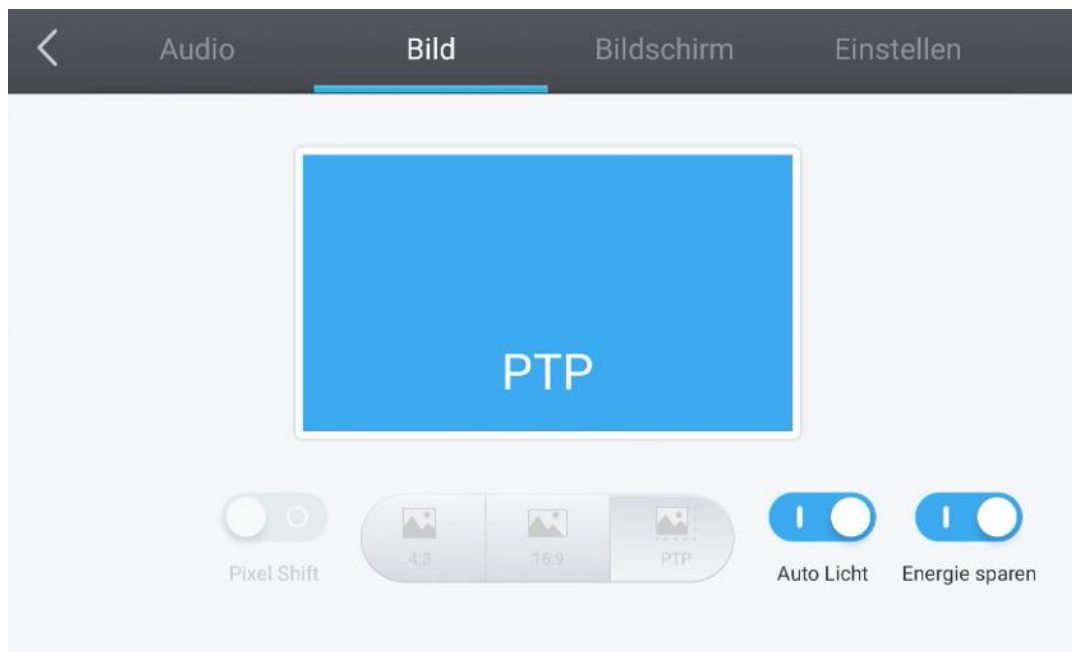 Audio
Bild
Bildschirm
Einstellen
PTP
Pixel Shift
4:3
16:9
PTP
Auto Licht
Energie sparen